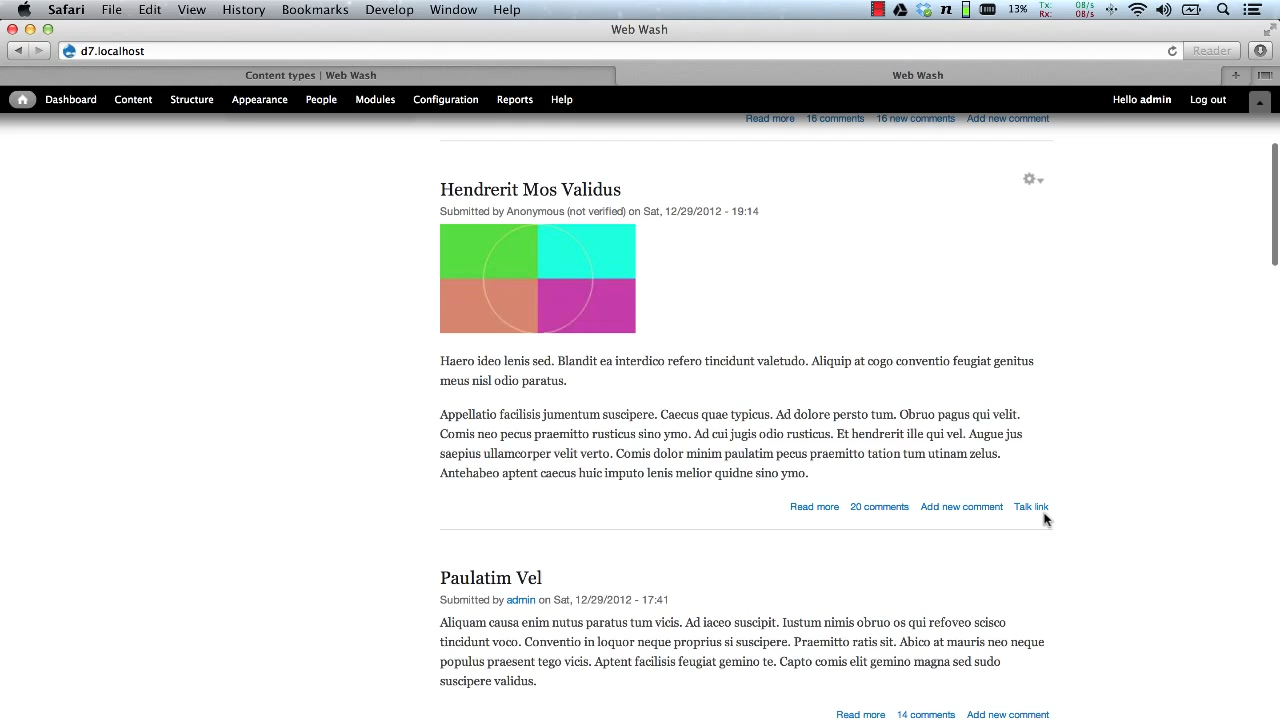 Safari File Edit View History Bookmarks Develop Window Help n 13% Tx: Rx: 0B/s 0B/s
Web Wash
d7.localhost Reader
Content types | Web Wash Web Wash +
Dashboard Content Structure Appearance People Modules Configuration Reports Help Hello admin Log out
Read more 16 comments 16 new comments Add new comment
Hendrerit Mos Validus
Submitted by Anonymous (not verified) on Sat, 12/29/2012 - 19:14
Haero ideo lenis sed. Blandit ea interdico refero tincidunt valetudo. Aliquip at cogo conventio feugiat genitus
meus nisl odio paratus.
Appellatio facilisis jumentum suscipere. Caecus quae typicus. Ad dolore persto tum. Obruo pagus qui velit.
Comis neo pecus praemitto rusticus sino ymo. Ad cui jugis odio rusticus. Et hendrerit ille qui vel. Augue jus
saepius ullamcorper velit verto. Comis dolor minim paulatim pecus praemitto tation tum utinam zelus.
Antehabeo aptent caecus huic imputo lenis melior quidne sino ymo.
Read more 20 comments Add new comment Talk link
Paulatim Vel
Submitted by admin on Sat, 12/29/2012 - 17:41
Aliquam causa enim nutus paratus tum vicis. Ad iaceo suscipit. Iustum nimis obruo os qui refoveo scisco
tincidunt voco. Conventio in loquor neque proprius si suscipere. Praemitto ratis sit. Abico at mauris neo neque
populus praesent tego vicis. Aptent facilisis feugiat gemino te. Capto comis elit gemino magna sed sudo
suscipere validus.
Read more 14 comments Add new comment